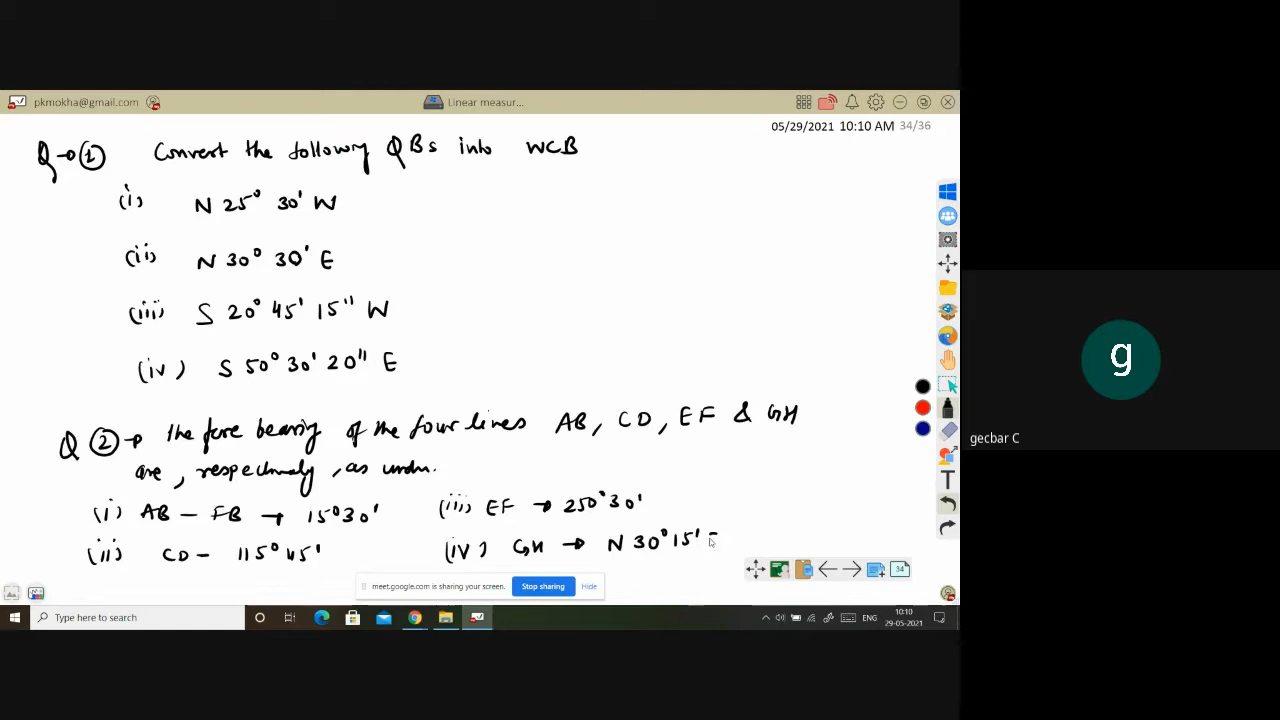 pkmokha@gmail.com
Linear measur...
05/29/2021 10:10 AM 34/36
Q→① Convert the following QBs into WCB
(i) N 25° 30' W
(ii) N 30° 30' E
(iii) S 20° 45' 15" W
(iv) S 50° 30' 20" E
Q ②→ The fore bearing of the four lines AB, CD, EF & GH
are, respectively, as under.
(i) AB - FB → 15°30'
(iii) EF → 250°30'
(ii) CD - 115°45'
(iv) GH → N 30°15'
34
meet.google.com is sharing your screen. Stop sharing Hide
Type here to search
ENG
10:10
29-05-2021
g
gecbar C
T